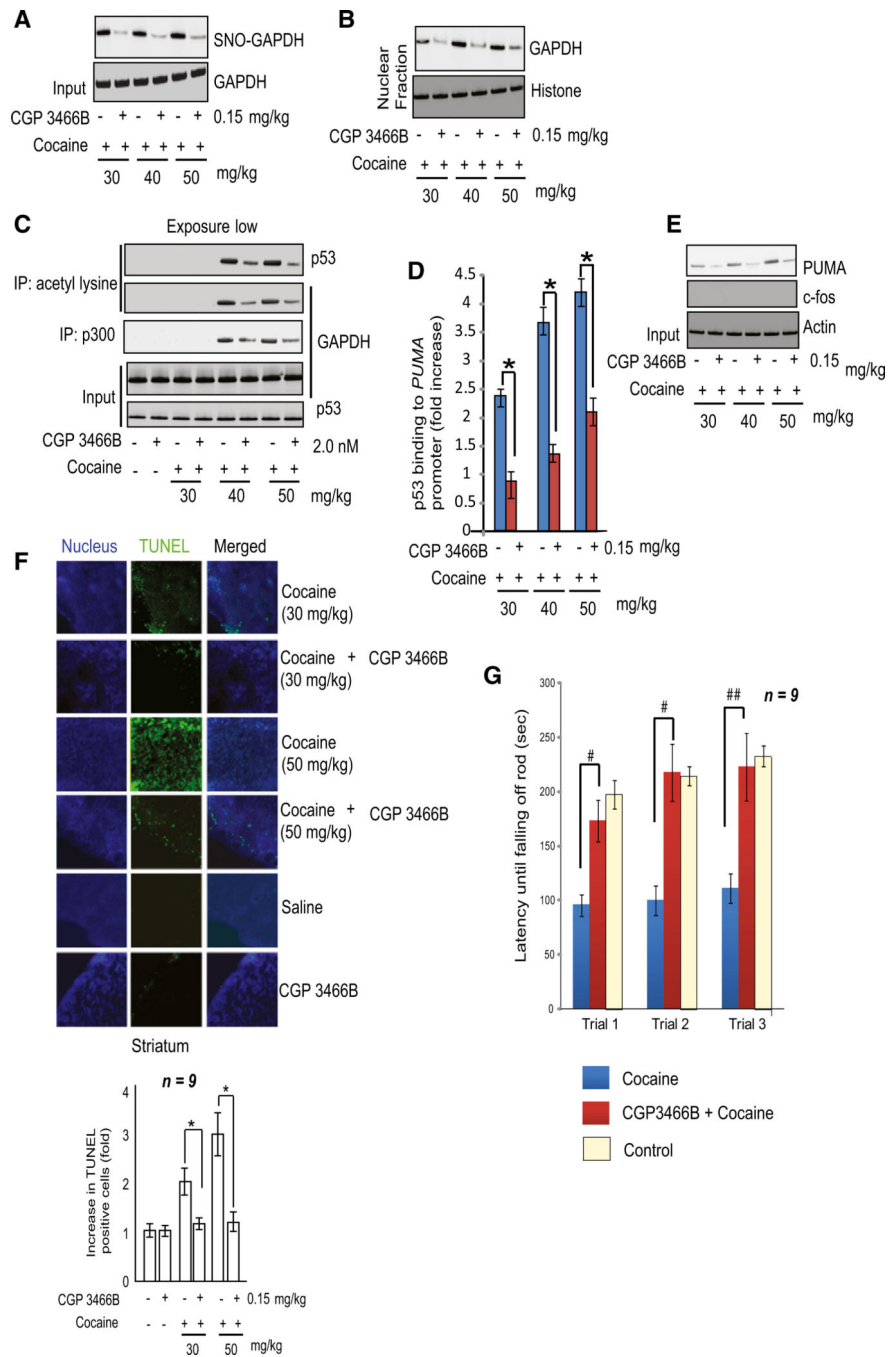 A
SNO-GAPDH
Input
GAPDH
CGP 3466B - + - + - + 0.15 mg/kg
Cocaine + + + + + +
30 40 50 mg/kg
B
Nuclear
Fraction
GAPDH
Histone
CGP 3466B - + - + - + 0.15 mg/kg
Cocaine + + + + + +
30 40 50 mg/kg
C
Exposure low
IP: acetyl lysine
p53
IP: p300
GAPDH
Input
p53
CGP 3466B - + - + - + - + 2.0 nM
Cocaine - - + + + + + +
30 40 50 mg/kg
D
p53 binding to PUMA
promoter (fold increase)
4.5
4
3.5
3
2.5
2
1.5
1
0.5
0
* * *
CGP 3466B - + - + - + 0.15 mg/kg
Cocaine + + + + + +
30 40 50 mg/kg
E
PUMA
c-fos
Input
Actin
CGP 3466B - + - + - + 0.15 mg/kg
Cocaine + + + + + +
30 40 50 mg/kg
F
Nucleus TUNEL Merged
Cocaine
(30 mg/kg)
Cocaine + CGP 3466B
(30 mg/kg)
Cocaine
(50 mg/kg)
Cocaine + CGP 3466B
(50 mg/kg)
Saline
CGP 3466B
Striatum
n = 9
Increase in TUNEL
positive cells (fold)
4
3
2
1
0
* *
CGP 3466B - + - + - + 0.15 mg/kg
Cocaine - - + + + +
30 50 mg/kg
G
n = 9
Latency until falling off rod (sec)
300
250
200
150
100
50
0
# # ##
Trial 1 Trial 2 Trial 3
Cocaine
CGP3466B + Cocaine
Control